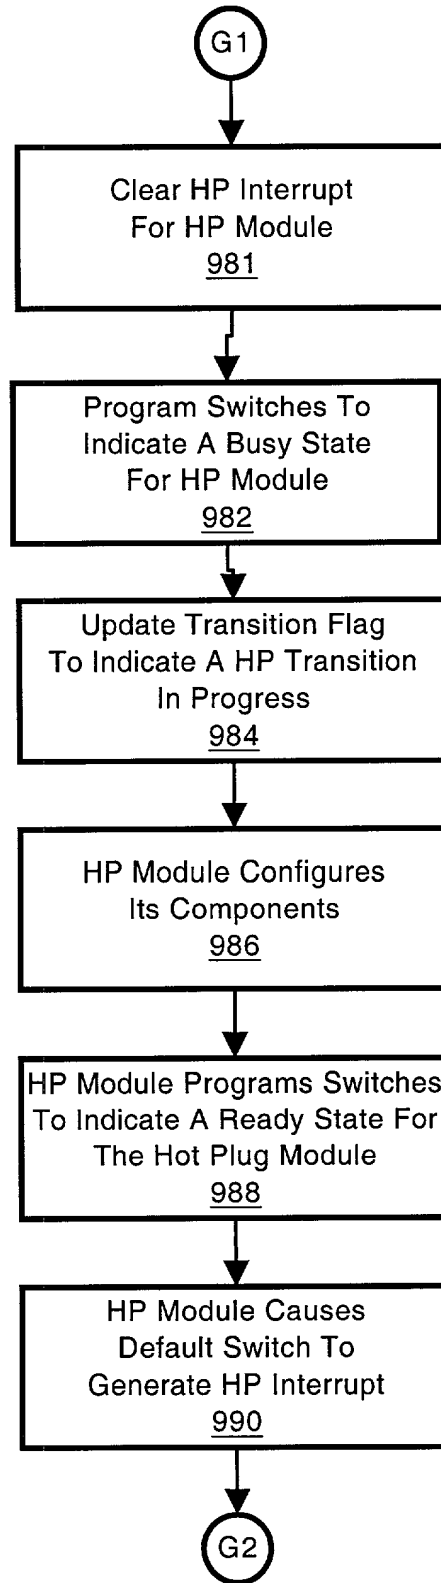 G1
Clear HP Interrupt
For HP Module
981
Program Switches To
Indicate A Busy State
For HP Module
982
Update Transition Flag
To Indicate A HP Transition
In Progress
984
HP Module Configures
Its Components
986
HP Module Programs Switches
To Indicate A Ready State For
The Hot Plug Module
988
HP Module Causes
Default Switch To
Generate HP Interrupt
990
G2